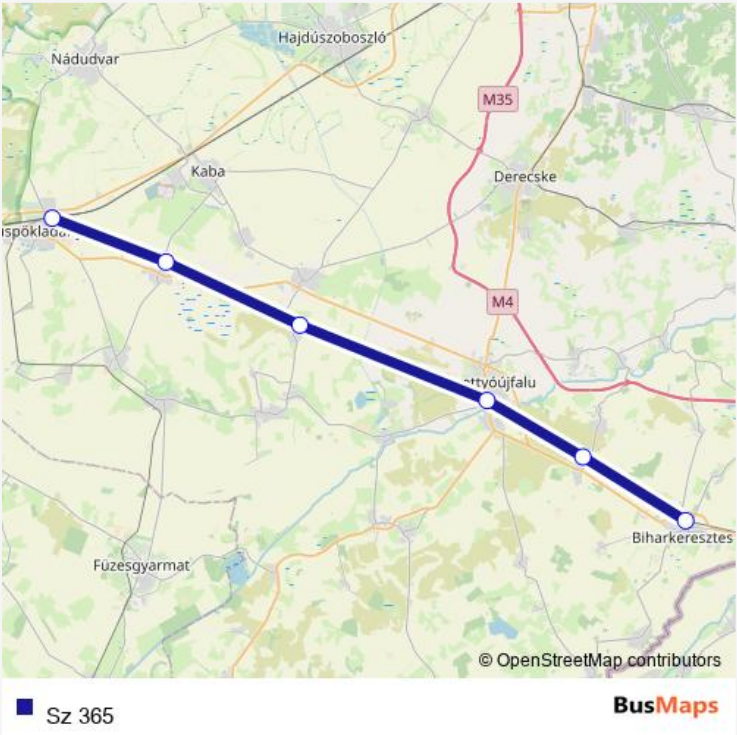 Hajdúszoboszló
Nádudvar
M35
Kaba
Derecske
M4
ttyóújfalu
Biharkeresztes
Füzesgyarmat
© OpenStreetMap contributors
Sz 365
BusMaps